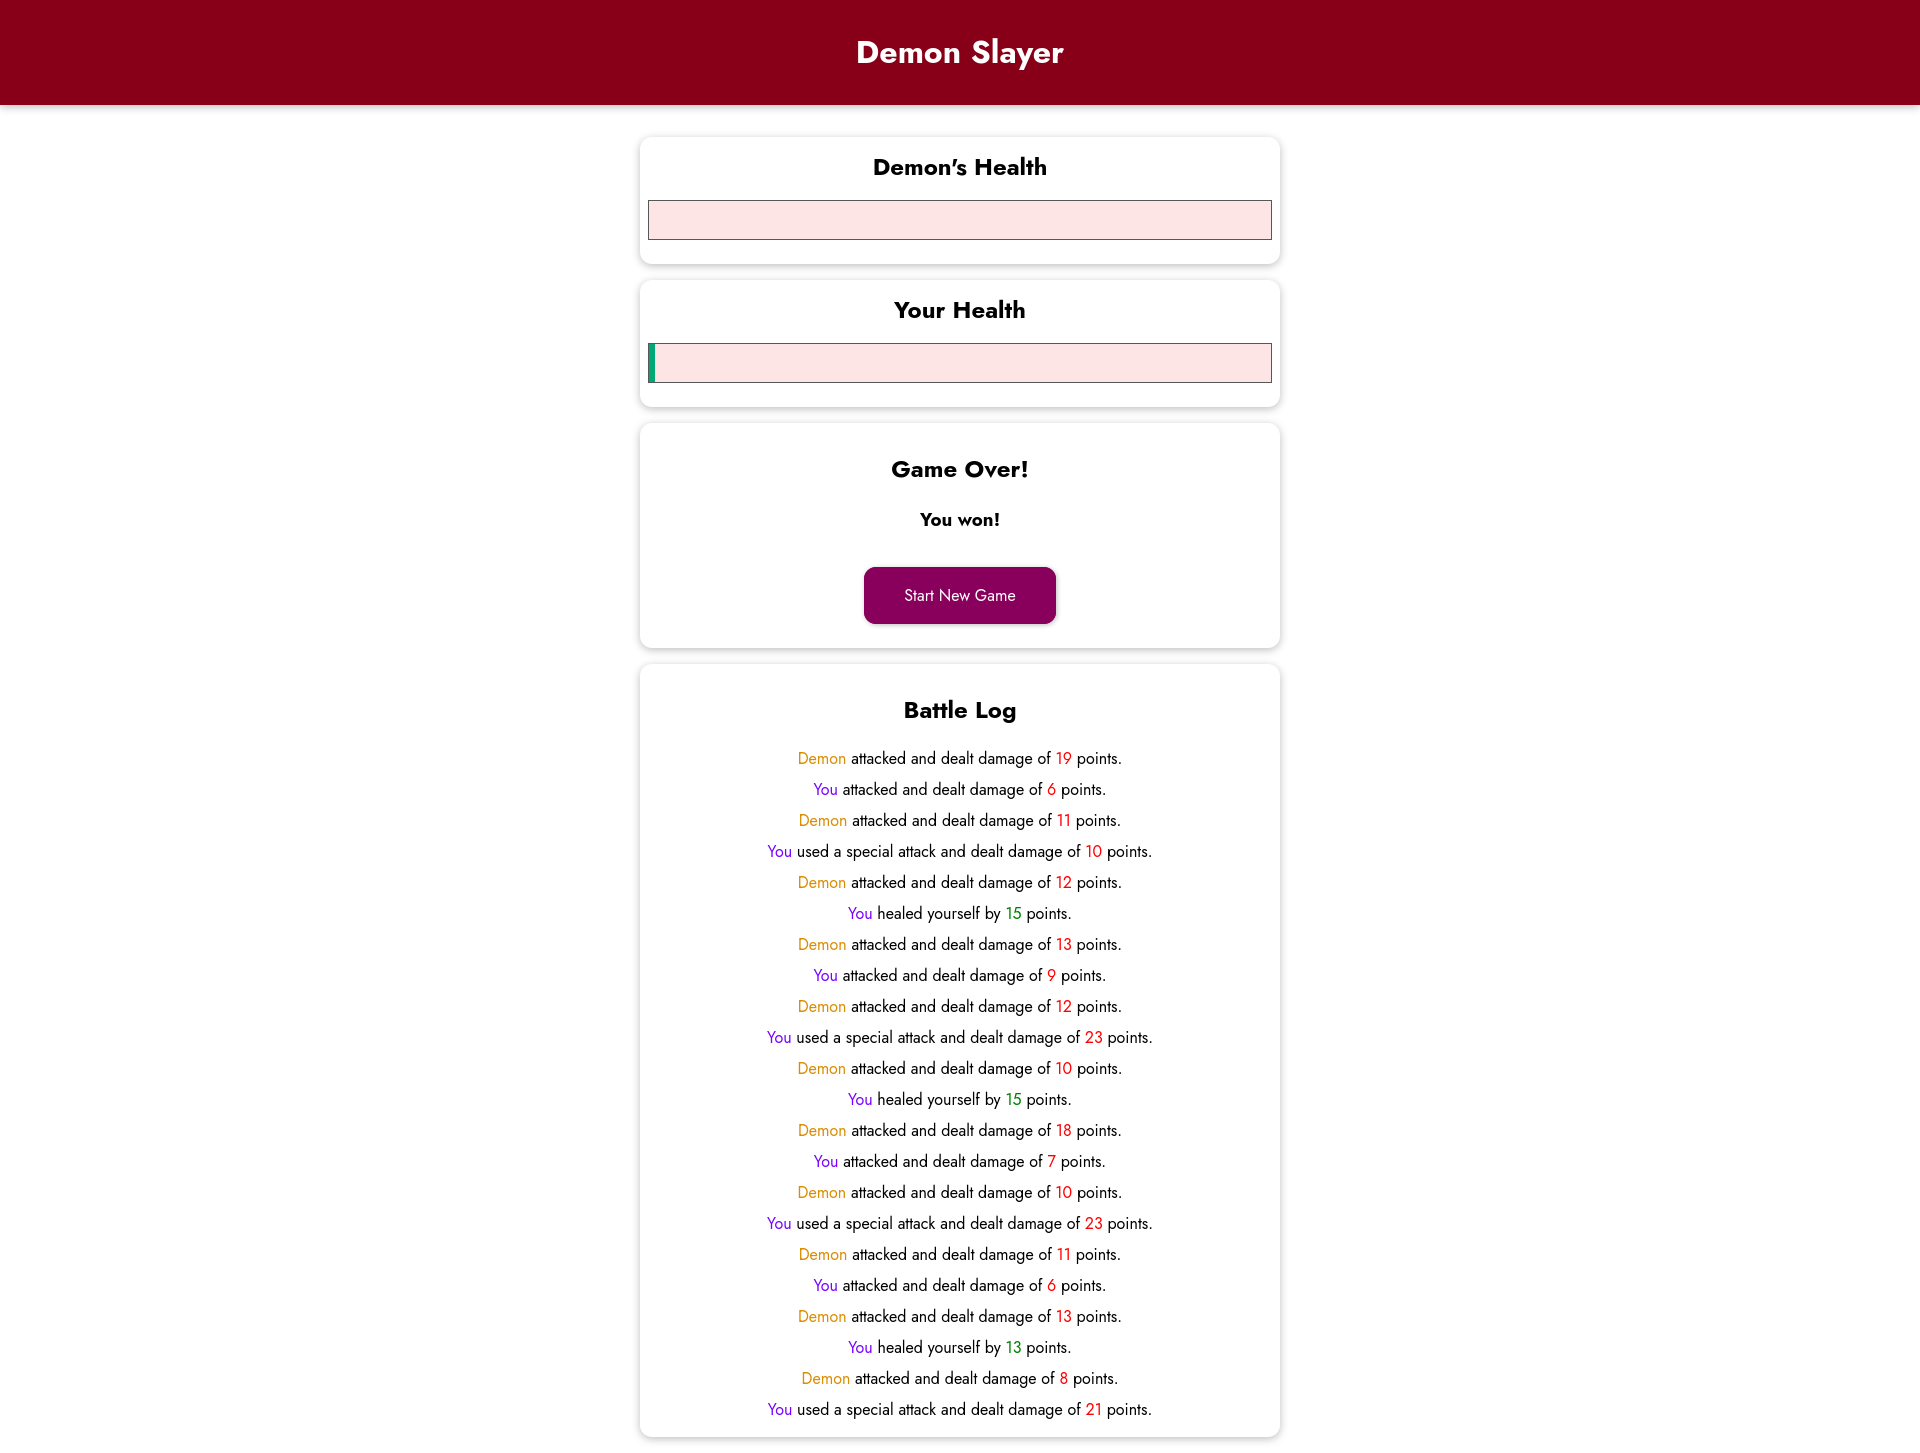 Demon Slayer
Demon's Health
Your Health
Game Over!
You won!
Start New Game
Battle Log
Demon attacked and dealt damage of 19 points.
You attacked and dealt damage of 6 points.
Demon attacked and dealt damage of 11 points.
You used a special attack and dealt damage of 10 points.
Demon attacked and dealt damage of 12 points.
You healed yourself by 15 points.
Demon attacked and dealt damage of 13 points.
You attacked and dealt damage of 9 points.
Demon attacked and dealt damage of 12 points.
You used a special attack and dealt damage of 23 points.
Demon attacked and dealt damage of 10 points.
You healed yourself by 15 points.
Demon attacked and dealt damage of 18 points.
You attacked and dealt damage of 7 points.
Demon attacked and dealt damage of 10 points.
You used a special attack and dealt damage of 23 points.
Demon attacked and dealt damage of 11 points.
You attacked and dealt damage of 6 points.
Demon attacked and dealt damage of 13 points.
You healed yourself by 13 points.
Demon attacked and dealt damage of 8 points.
You used a special attack and dealt damage of 21 points.